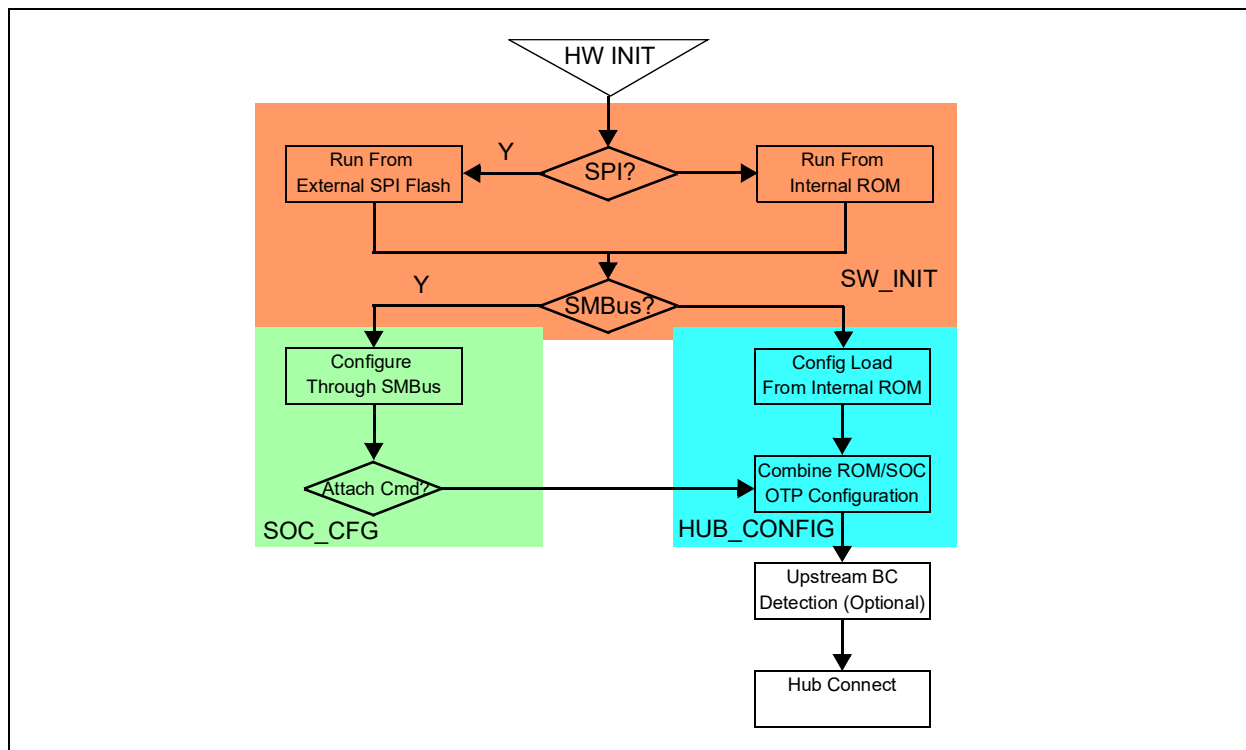 HW INIT
Y
SPI?
Run From
External SPI Flash
Run From
Internal ROM
SW_INIT
Y
SMBus?
Configure
Through SMBus
Config Load
From Internal ROM
Attach Cmd?
Combine ROM/SOC
OTP Configuration
SOC_CFG
HUB_CONFIG
Upstream BC
Detection (Optional)
Hub Connect